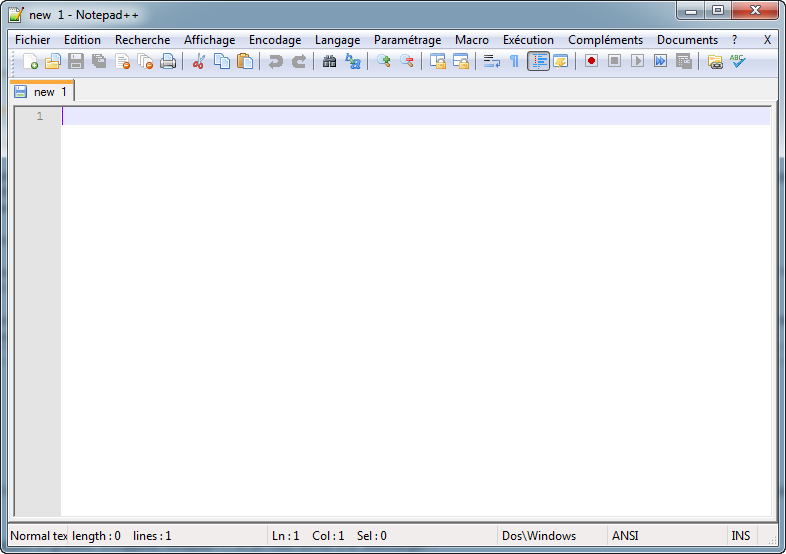 new  1 - Notepad++
Fichier Edition Recherche Affichage Encodage Langage Paramétrage Macro Exécution Compléments Documents ? X
ABC
new  1
1
Normal tex length : 0 lines : 1 Ln : 1 Col : 1 Sel : 0 Dos\Windows ANSI INS